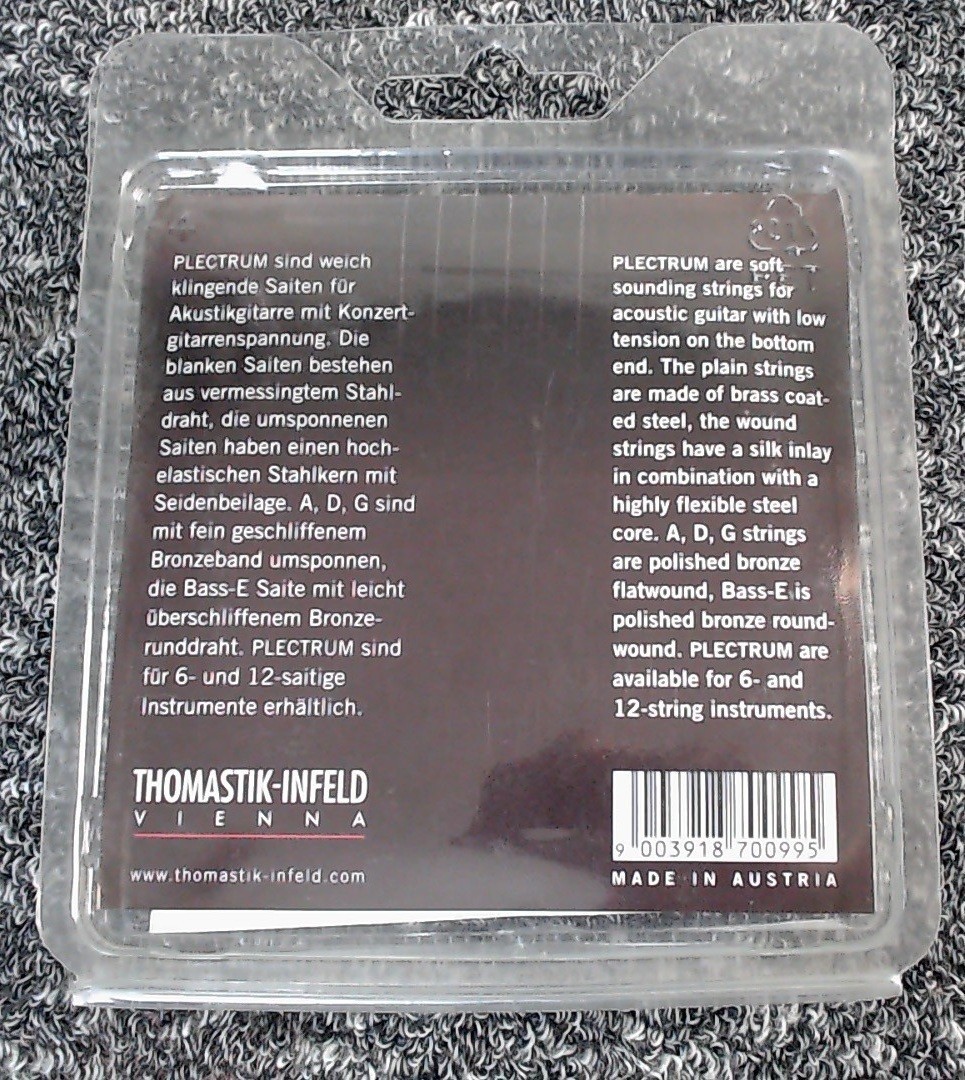 PLECTRUM sind weich
klingende Saiten für
Akustikgitarre mit Konzert-
gitarrenspannung. Die
blanken Saiten bestehen
aus vermessingtem Stahl-
draht, die umsponnenen
Saiten haben einen hoch-
elastischen Stahlkern mit
Seidenbeilage. A, D, G sind
mit fein geschliffenem
Bronzeband umsponnen,
die Bass-E Saite mit leicht
überschliffenem Bronze-
runddraht. PLECTRUM sind
für 6- und 12-saitige
Instrumente erhältlich.
THOMASTIK-INFELD
VIENNA
www.thomastik-infeld.com
PLECTRUM are soft
sounding strings for
acoustic guitar with low
tension on the bottom
end. The plain strings
are made of brass coat-
ed steel, the wound
strings have a silk inlay
in combination with a
highly flexible steel
core. A, D, G strings
are polished bronze
flatwound, Bass-E is
polished bronze round-
wound. PLECTRUM are
available for 6- and
12-string instruments.
9 003918 700995
MADE IN AUSTRIA